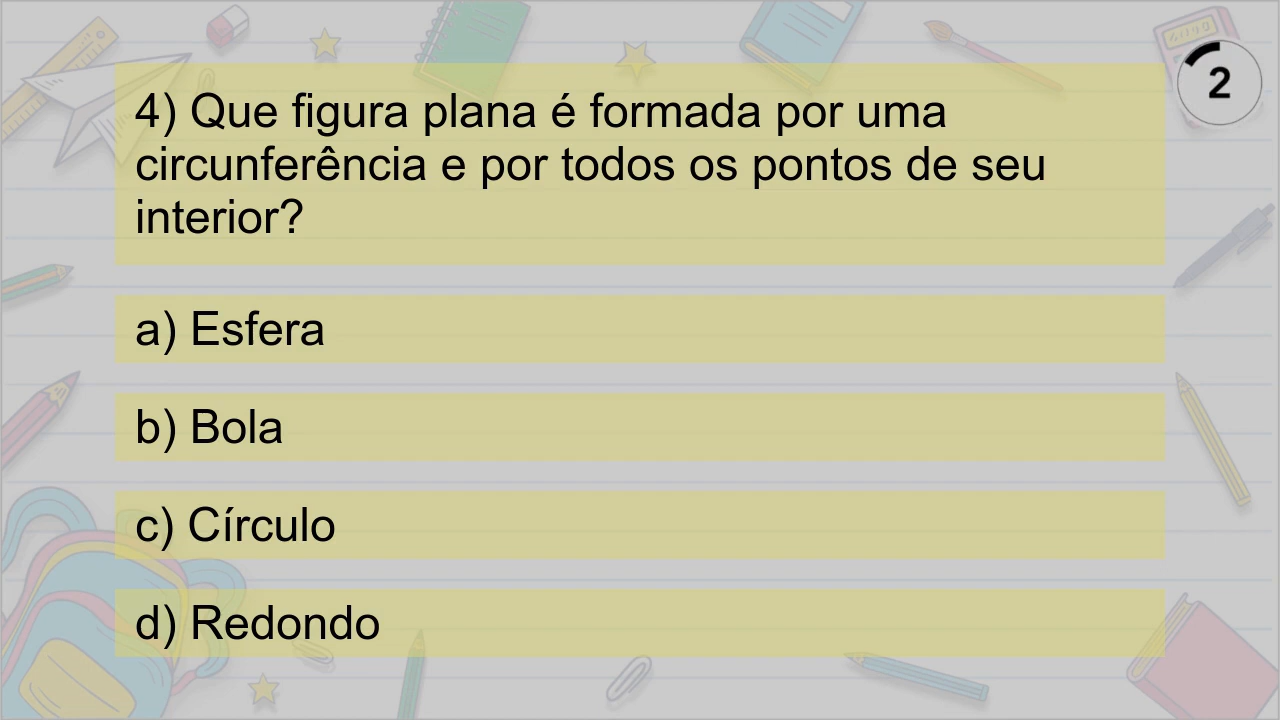 4) Que figura plana é formada por uma
circunferência e por todos os pontos de seu
interior?
2
a) Esfera
b) Bola
c) Círculo
d) Redondo